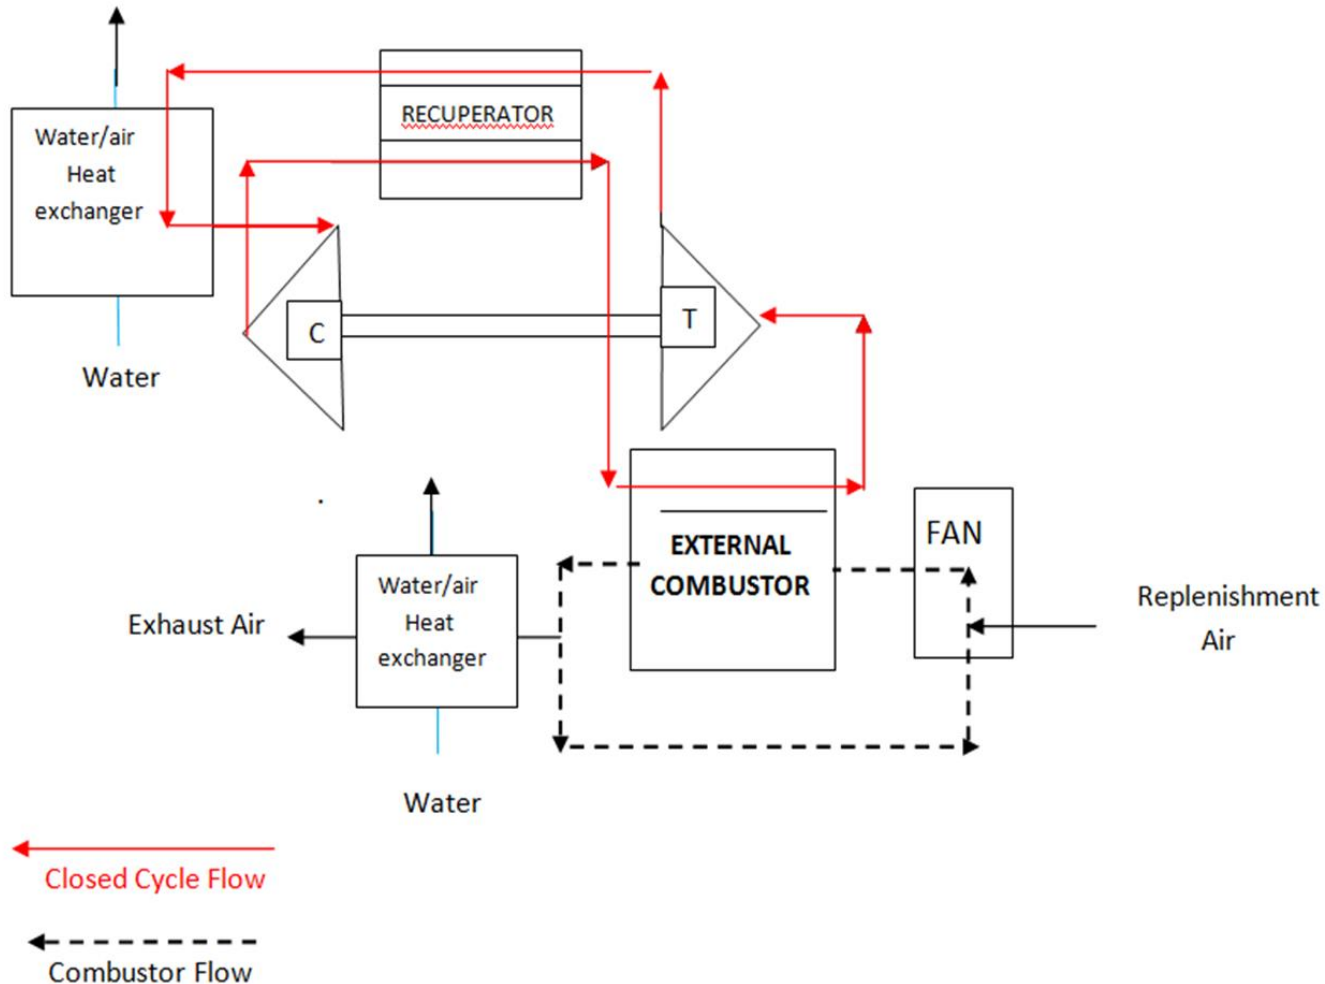 RECUPERATOR
Water/air
Heat
exchanger
C
T
Water
FAN
EXTERNAL
COMBUSTOR
Water/air
Heat
exchanger
Exhaust Air
Replenishment
Air
Water
Closed Cycle Flow
Combustor Flow